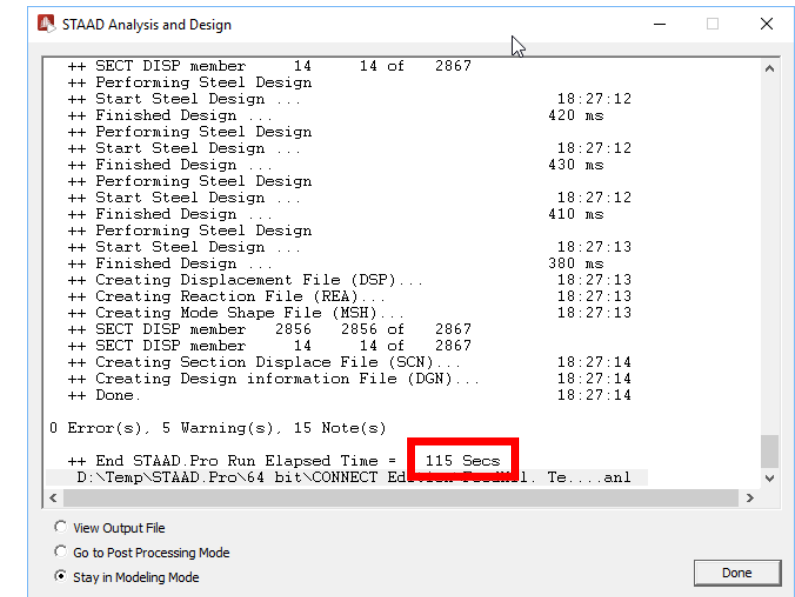 STAAD Analysis and Design
++ SECT DISP member 14 14 of 2867
++ Performing Steel Design
++ Start Steel Design ... 18:27:12
++ Finished Design ... 420 ms
++ Performing Steel Design
++ Start Steel Design ... 18:27:12
++ Finished Design ... 430 ms
++ Performing Steel Design
++ Start Steel Design ... 18:27:12
++ Finished Design ... 410 ms
++ Performing Steel Design
++ Start Steel Design ... 18:27:13
++ Finished Design ... 380 ms
++ Creating Displacement File (DSP)... 18:27:13
++ Creating Reaction File (REA)... 18:27:13
++ Creating Mode Shape File (MSH)... 18:27:13
++ SECT DISP member 2856 2856 of 2867
++ SECT DISP member 14 14 of 2867
++ Creating Section Displace File (SCN)... 18:27:14
++ Creating Design information File (DGN)... 18:27:14
++ Done. 18:27:14
0 Error(s), 5 Warning(s), 15 Note(s)
++ End STAAD.Pro Run Elapsed Time = 115 Secs
D:\Temp\STAAD.Pro\64 bit\CONNECT Te....anl
View Output File
Go to Post Processing Mode
Stay in Modeling Mode
Done